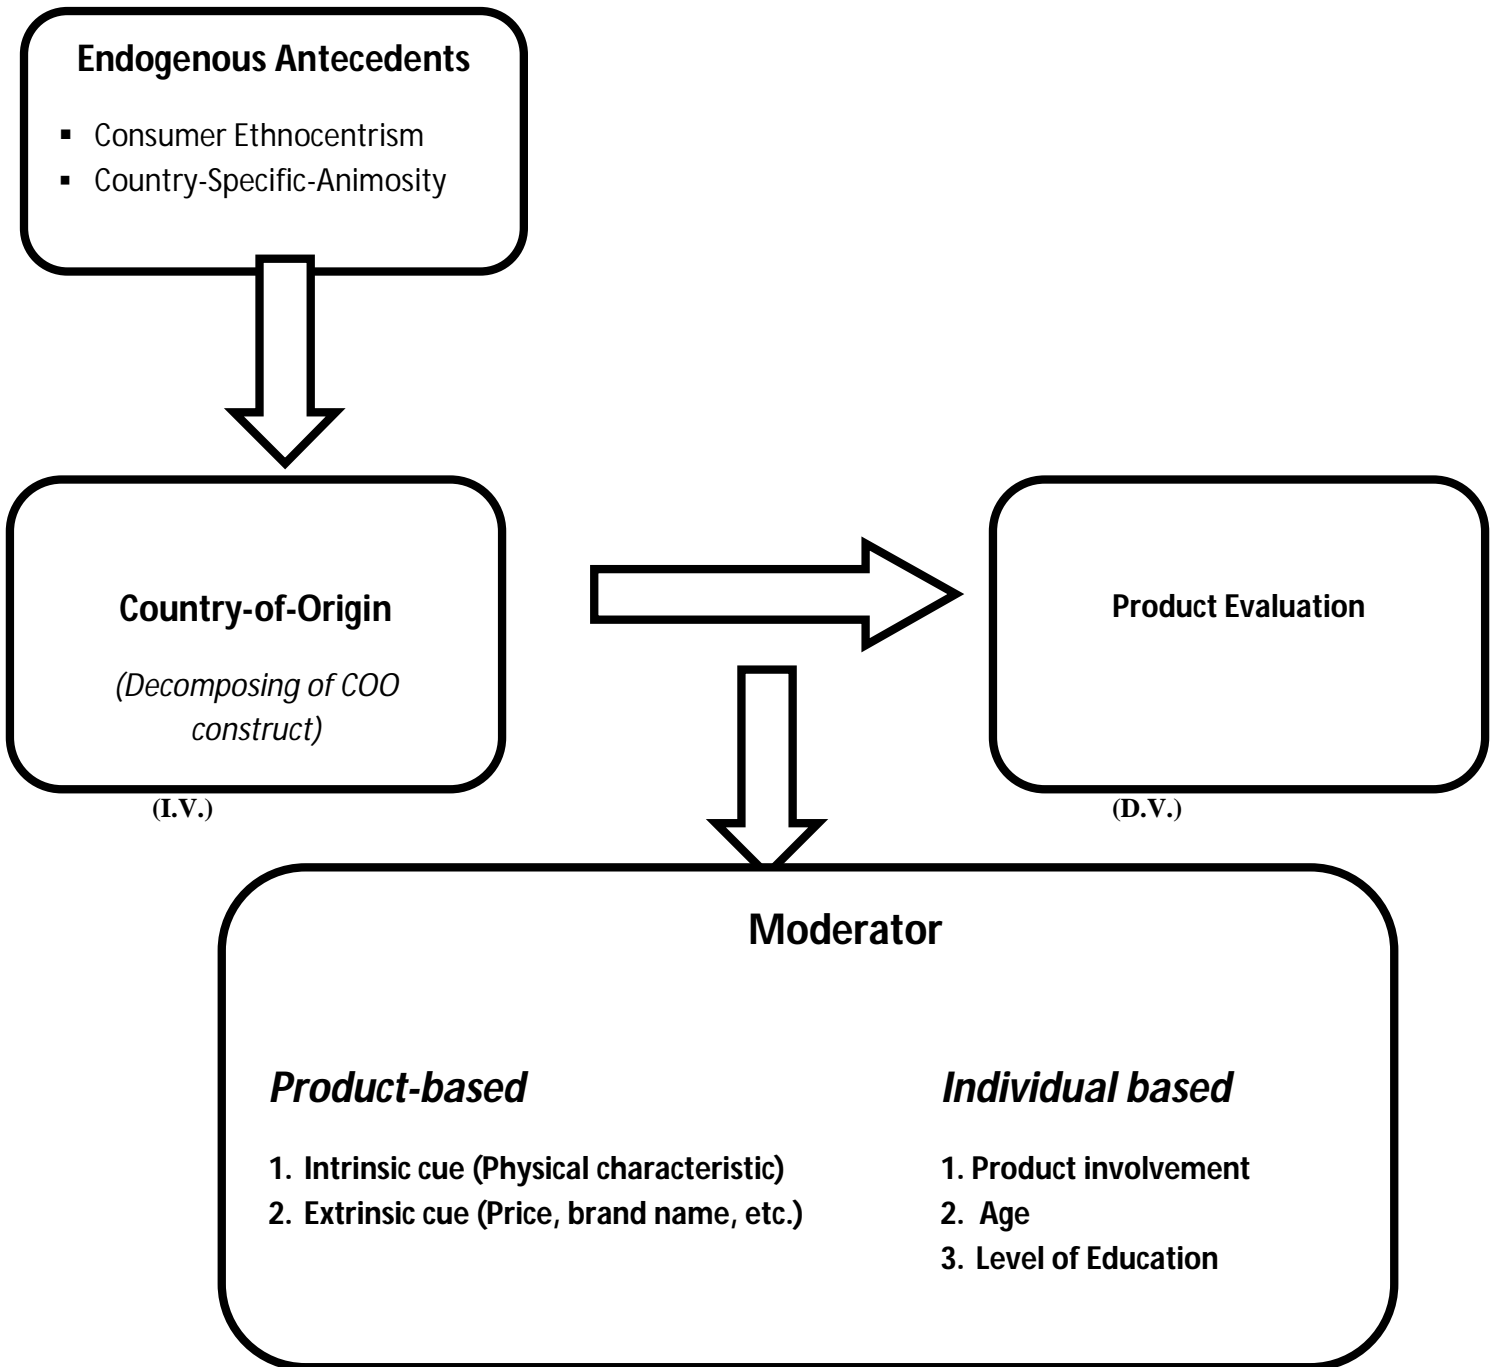 Endogenous Antecedents
▪ Consumer Ethnocentrism
▪ Country-Specific-Animosity
Country-of-Origin
(Decomposing of COO
construct)
(I.V.)
Product Evaluation
(D.V.)
Moderator
Product-based
1. Intrinsic cue (Physical characteristic)
2. Extrinsic cue (Price, brand name, etc.)
Individual based
1. Product involvement
2. Age
3. Level of Education